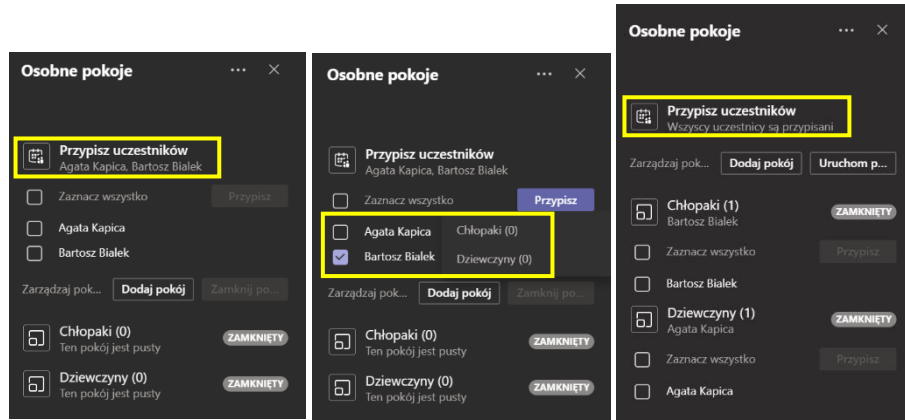 Osobne pokoje
Przypisz uczestników
Agata Kapica, Bartosz Bialek
Zaznacz wszystko Przypisz
Agata Kapica
Bartosz Bialek
Zarządzaj pok... Dodaj pokój Zamknij po...
Chłopaki (0) ZAMKNIĘTY
Ten pokój jest pusty
Dziewczyny (0) ZAMKNIĘTY
Ten pokój jest pusty
Osobne pokoje
Przypisz uczestników
Agata Kapica, Bartosz Bialek
Zaznacz wszystko Przypisz
Agata Kapica Chłopaki (0)
Bartosz Bialek Dziewczyny (0)
Zarządzaj pok... Dodaj pokój Zamknij po...
Chłopaki (0) ZAMKNIĘTY
Ten pokój jest pusty
Dziewczyny (0) ZAMKNIĘTY
Ten pokój jest pusty
Osobne pokoje
Przypisz uczestników
Wszyscy uczestnicy są przypisani
Zarządzaj pok... Dodaj pokój Uruchom p...
Chłopaki (1) ZAMKNIĘTY
Bartosz Bialek
Zaznacz wszystko Przypisz
Bartosz Bialek
Dziewczyny (1) ZAMKNIĘTY
Agata Kapica
Zaznacz wszystko Przypisz
Agata Kapica